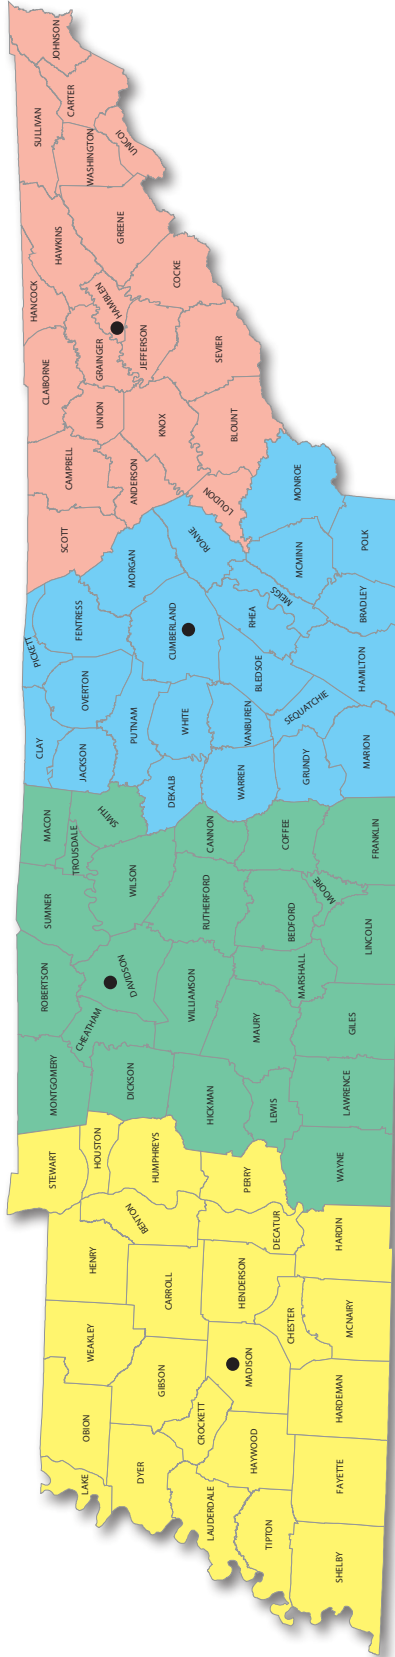 JOHNSON
CARTER
SULLIVAN
UNICOI
WASHINGTON
GREENE
HAWKINS
COCKE
HANCOCK
HAMBLEN
JEFFERSON
SEVIER
GRAINGER
CLAIBORNE
UNION
KNOX
BLOUNT
CAMPBELL
ANDERSON
LOUDON
MONROE
SCOTT
ROANE
POLK
MORGAN
MCMINN
MEIGS
BRADLEY
FENTRESS
CUMBERLAND
RHEA
PICKETT
HAMILTON
BLEDSOE
OVERTON
SEQUATCHIE
PUTNAM
WHITE
VANBUREN
CLAY
JACKSON
MARION
GRUNDY
DEKALB
WARREN
MACON
SMITH
CANNON
COFFEE
FRANKLIN
TROUSDALE
WILSON
MOORE
SUMNER
RUTHERFORD
BEDFORD
LINCOLN
DAVIDSON
MARSHALL
ROBERTSON
WILLIAMSON
GILES
CHEATHAM
MAURY
MONTGOMERY
DICKSON
HICKMAN
LEWIS
LAWRENCE
HOUSTON
HUMPHREYS
STEWART
PERRY
WAYNE
BENTON
DECATUR
HARDIN
HENRY
CARROLL
HENDERSON
CHESTER
MCNAIRY
WEAKLEY
GIBSON
MADISON
HARDEMAN
CROCKETT
OBION
HAYWOOD
DYER
FAYETTE
LAKE
LAUDERDALE
TIPTON
SHELBY